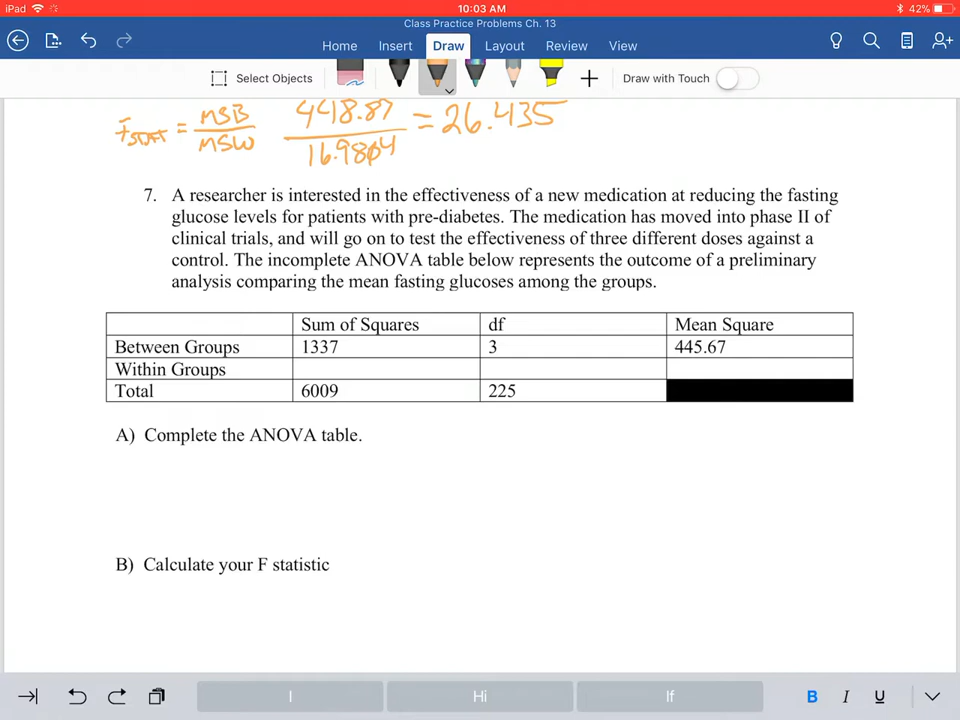 iPad 10:03 AM 42%
Class Practice Problems Ch. 13
Home Insert Draw Layout Review View
Select Objects Draw with Touch
Fstat = MSB/MSW 448.87/16.9804 = 26.435
7. A researcher is interested in the effectiveness of a new medication at reducing the fasting
glucose levels for patients with pre-diabetes. The medication has moved into phase II of
clinical trials, and will go on to test the effectiveness of three different doses against a
control. The incomplete ANOVA table below represents the outcome of a preliminary
analysis comparing the mean fasting glucoses among the groups.
Sum of Squares df Mean Square
Between Groups 1337 3 445.67
Within Groups
Total 6009 225
A) Complete the ANOVA table.
B) Calculate your F statistic
I Hi If B I U